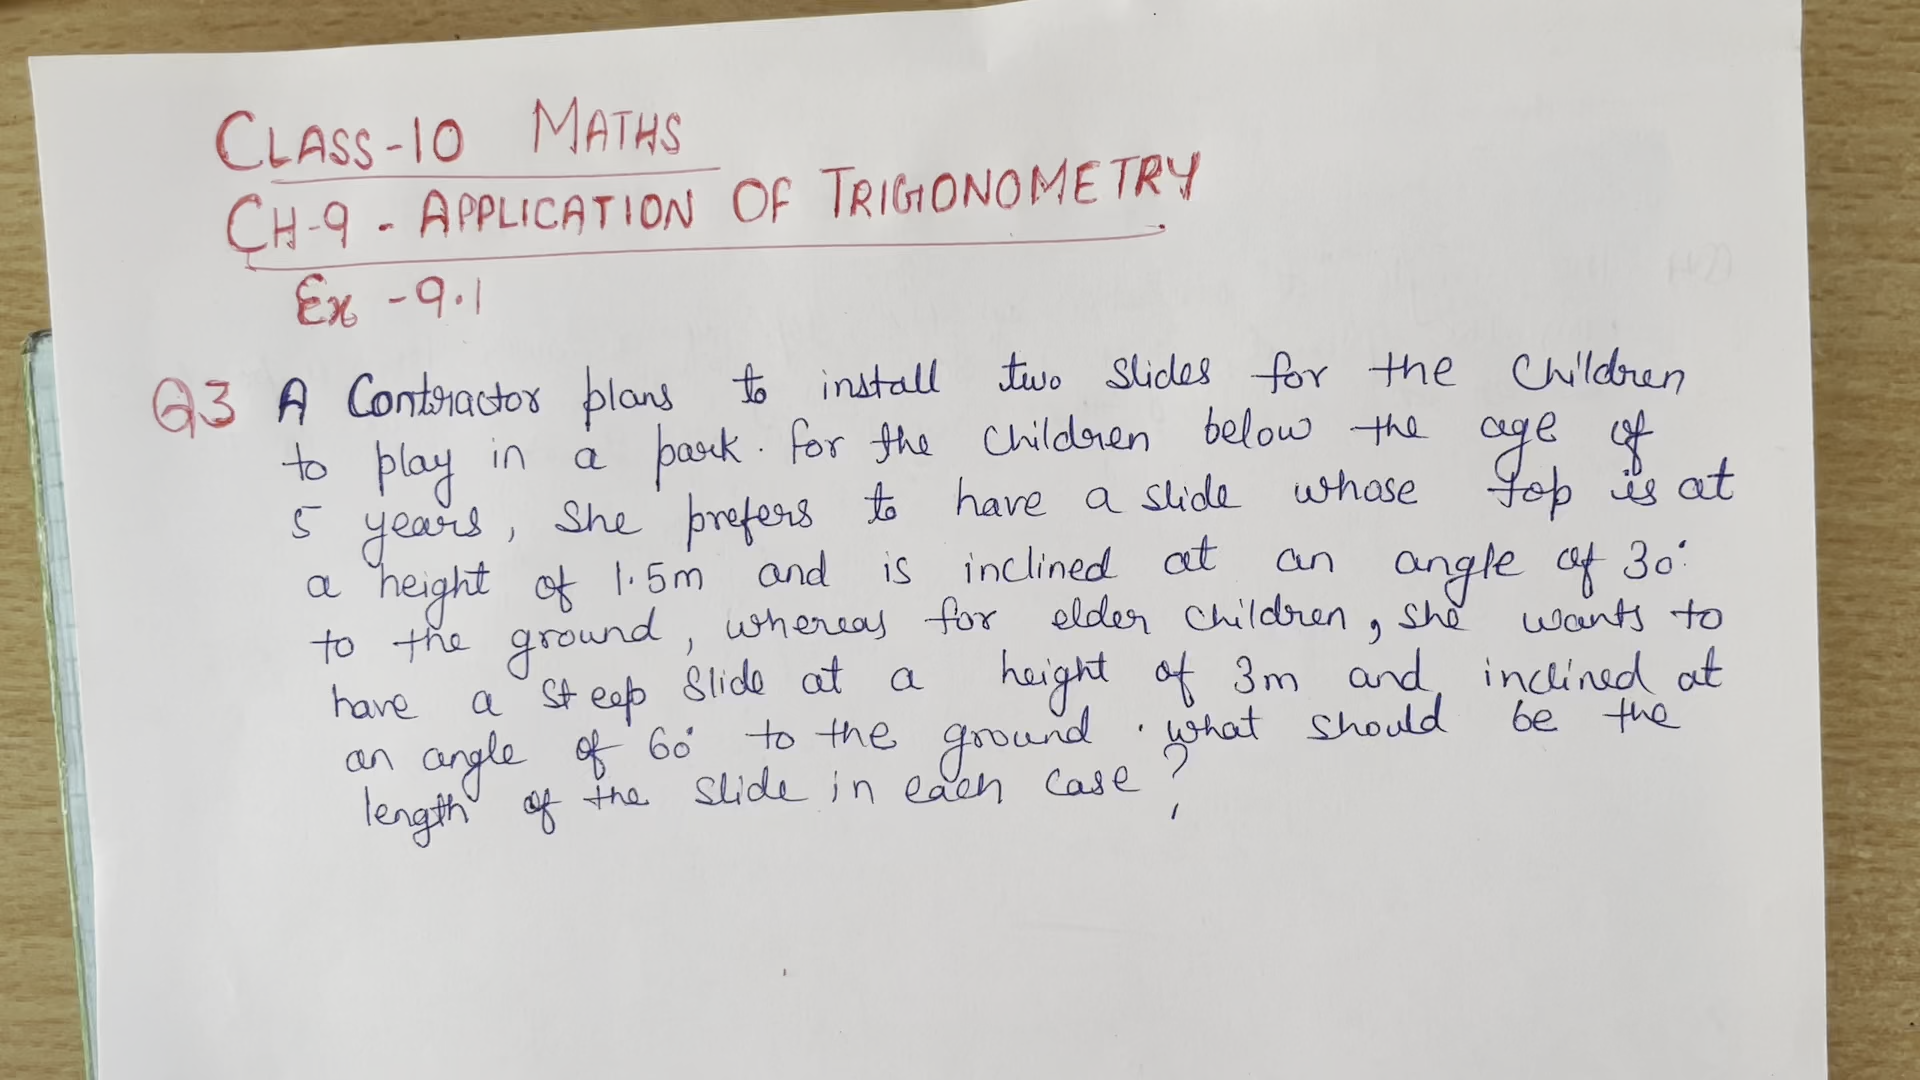 CLASS-10 MATHS
CH-9 - APPLICATION OF TRIGONOMETRY
Ex - 9.1
Q3 A Contractor plans to install two slides for the children
to play in a park. for the children below the age of
5 years, she prefers to have a slide whose top is at
a height of 1.5m and is inclined at an angle of 30°
to the ground, whereas for elder children, she wants to
have a steep slide at a height of 3m and inclined at
an angle of 60° to the ground. what should be the
length of the slide in each case?